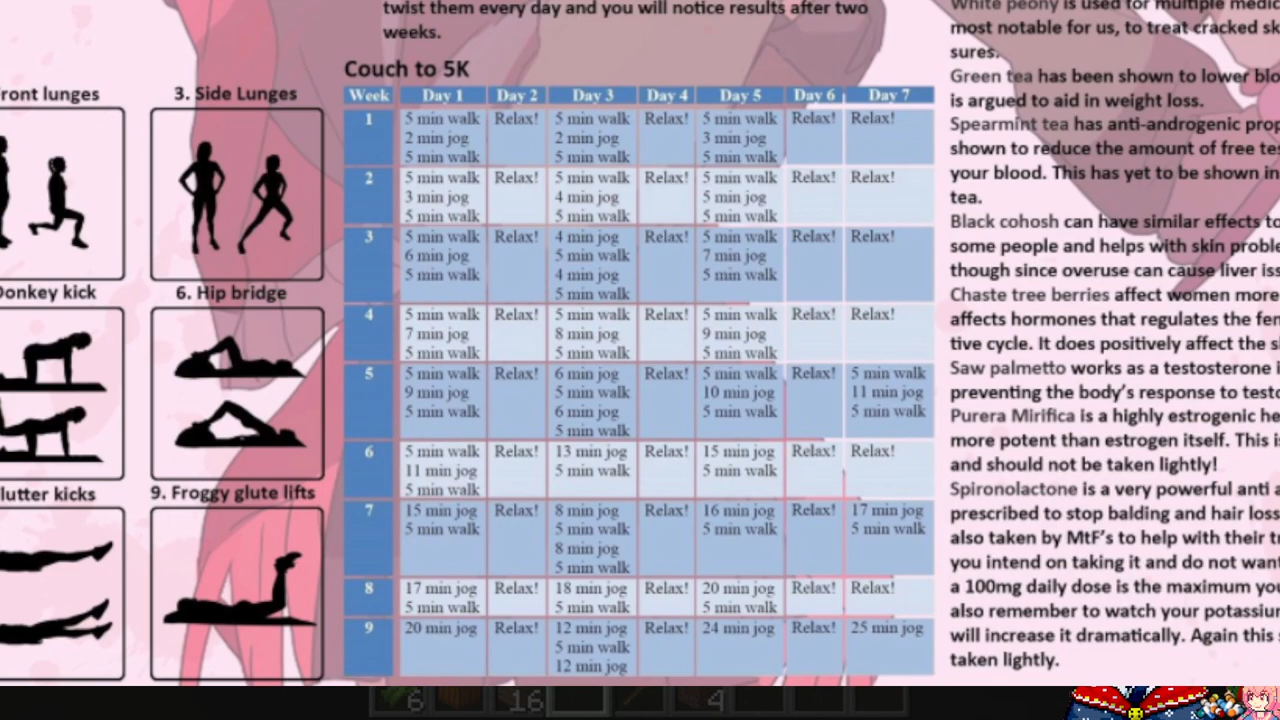 twist them every day and you will notice results after two
weeks.
Couch to 5K
ront lunges
3. Side Lunges
Donkey kick
6. Hip bridge
lutter kicks
9. Froggy glute lifts
Week Day 1 Day 2 Day 3 Day 4 Day 5 Day 6 Day 7
1 5 min walk Relax! 5 min walk Relax! 5 min walk Relax! Relax!
2 min jog 2 min jog 3 min jog
5 min walk 5 min walk 5 min walk
2 5 min walk Relax! 5 min walk Relax! 5 min walk Relax! Relax!
3 min jog 4 min jog 5 min jog
5 min walk 5 min walk 5 min walk
3 5 min walk Relax! 4 min jog Relax! 5 min walk Relax! Relax!
6 min jog 5 min walk 7 min jog
5 min walk 4 min jog 5 min walk
5 min walk
4 5 min walk Relax! 5 min walk Relax! 5 min walk Relax! Relax!
7 min jog 8 min jog 9 min jog
5 min walk 5 min walk 5 min walk
5 5 min walk Relax! 6 min jog Relax! 5 min walk Relax! 5 min walk
9 min jog 5 min walk 10 min jog 11 min jog
5 min walk 6 min jog 5 min walk 5 min walk
5 min walk
6 5 min walk Relax! 13 min jog Relax! 15 min jog Relax! Relax!
11 min jog 5 min walk 5 min walk
5 min walk
7 15 min jog Relax! 8 min jog Relax! 16 min jog Relax! 17 min jog
5 min walk 5 min walk 5 min walk 5 min walk
8 min jog
5 min walk
8 17 min jog Relax! 18 min jog Relax! 20 min jog Relax! Relax!
5 min walk 5 min walk 5 min walk
9 20 min jog Relax! 12 min jog Relax! 24 min jog Relax! 25 min jog
5 min walk
12 min jog
White peony is used for multiple medic
most notable for us, to treat cracked sk
sures.
Green tea has been shown to lower blo
is argued to aid in weight loss.
Spearmint tea has anti-androgenic prop
shown to reduce the amount of free tes
your blood. This has yet to be shown in
tea.
Black cohosh can have similar effects to
some people and helps with skin proble
though since overuse can cause liver iss
Chaste tree berries affect women more
affects hormones that regulates the fem
tive cycle. It does positively affect the s
Saw palmetto works as a testosterone i
preventing the body's response to testo
Purera Mirifica is a highly estrogenic he
more potent than estrogen itself. This i
and should not be taken lightly!
Spironolactone is a very powerful anti a
prescribed to stop balding and hair loss
also taken by MtF's to help with their tr
you intend on taking it and do not want
a 100mg daily dose is the maximum you
also remember to watch your potassium
will increase it dramatically. Again this s
taken lightly.
6 16 4